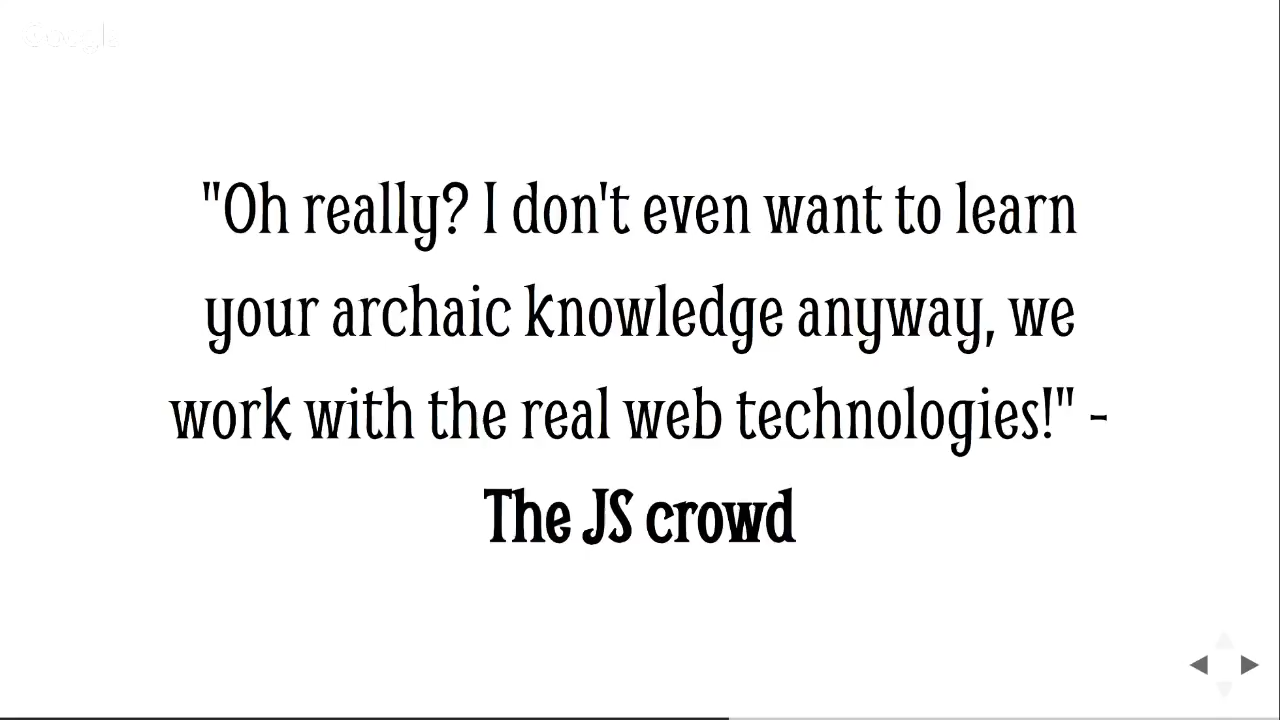 "Oh really? I don't even want to learn
your archaic knowledge anyway, we
work with the real web technologies!" -
The JS crowd